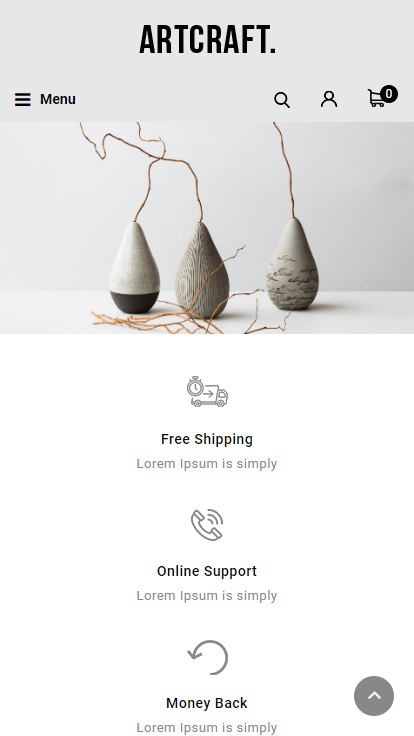 ARTCRAFT.
Menu
0
Free Shipping
Lorem Ipsum is simply
Online Support
Lorem Ipsum is simply
Money Back
Lorem Ipsum is simply